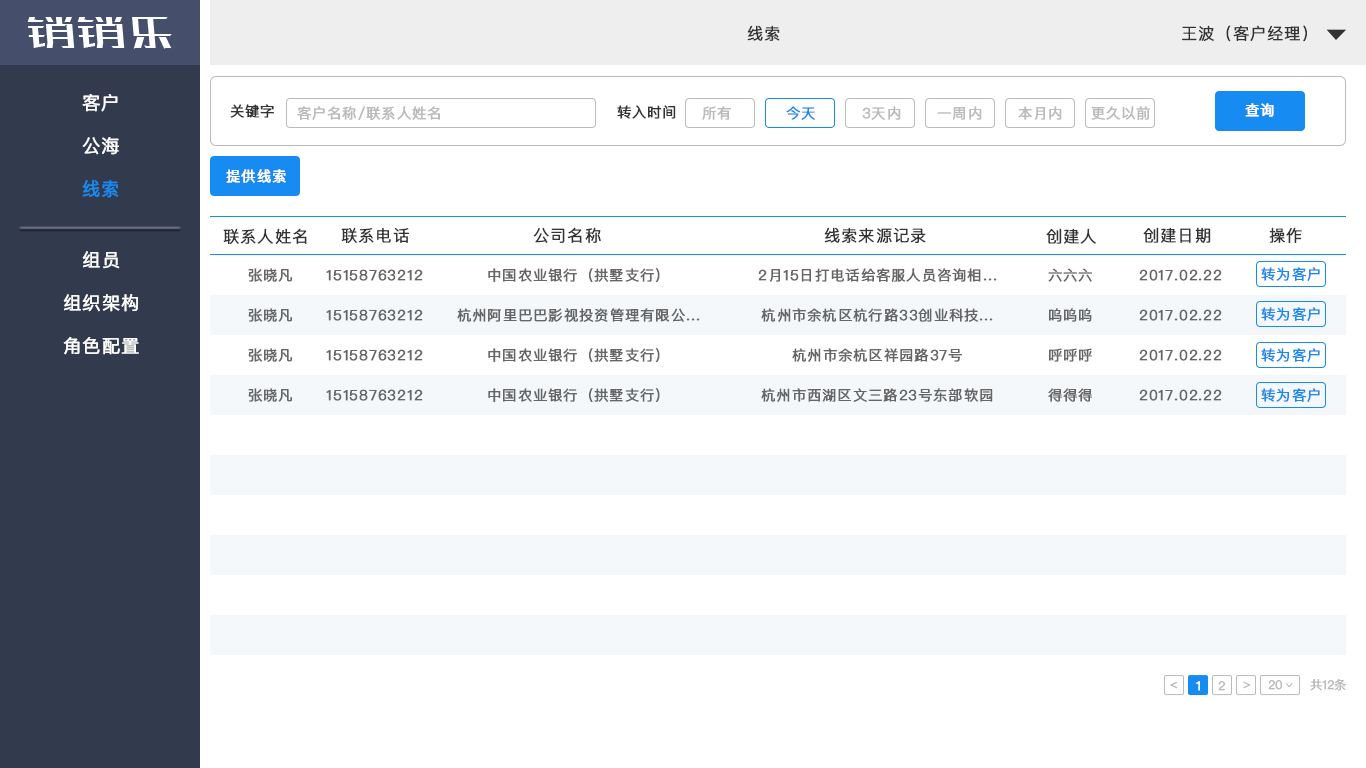 销销乐
线索
王波（客户经理）
客户
公海
线索
组员
组织架构
角色配置
关键字 客户名称/联系人姓名 转入时间 所有 今天 3天内 一周内 本月内 更久以前 查询
提供线索
联系人姓名 联系电话 公司名称 线索来源记录 创建人 创建日期 操作
张晓凡 15158763212 中国农业银行（拱墅支行） 2月15日打电话给客服人员咨询相... 六六六 2017.02.22 转为客户
张晓凡 15158763212 杭州阿里巴巴影视投资管理有限公... 杭州市余杭区杭行路33创业科技... 呜呜呜 2017.02.22 转为客户
张晓凡 15158763212 中国农业银行（拱墅支行） 杭州市余杭区祥园路37号 呼呼呼 2017.02.22 转为客户
张晓凡 15158763212 中国农业银行（拱墅支行） 杭州市西湖区文三路23号东部软园 得得得 2017.02.22 转为客户
< 1 2 > 20 共12条